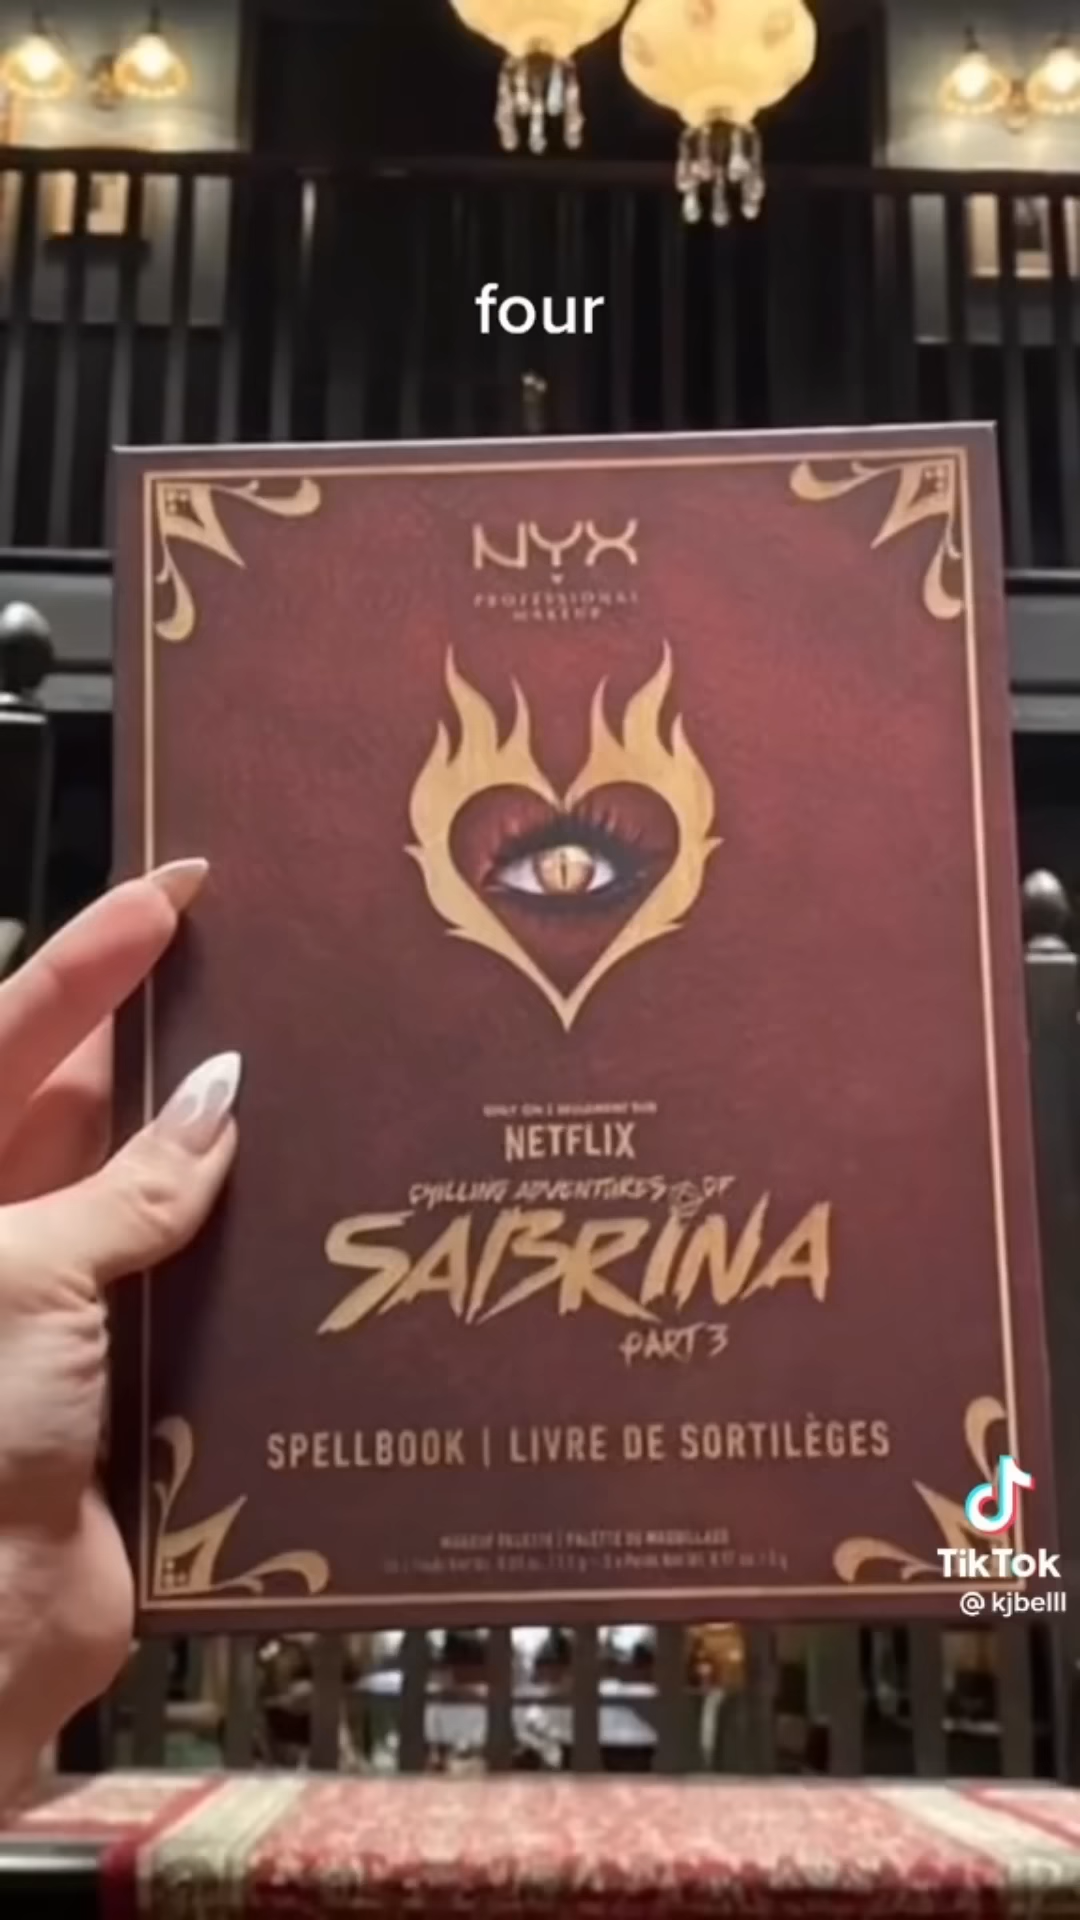 four
NYX
PROFESSIONAL
MAKEUP
NETFLIX
CHILLING ADVENTURES OF
SABRINA
PART 3
SPELLBOOK | LIVRE DE SORTILÈGES
MAKEUP PALETTE | PALETTE DE MAQUILLAGE
TikTok
@kjbelll